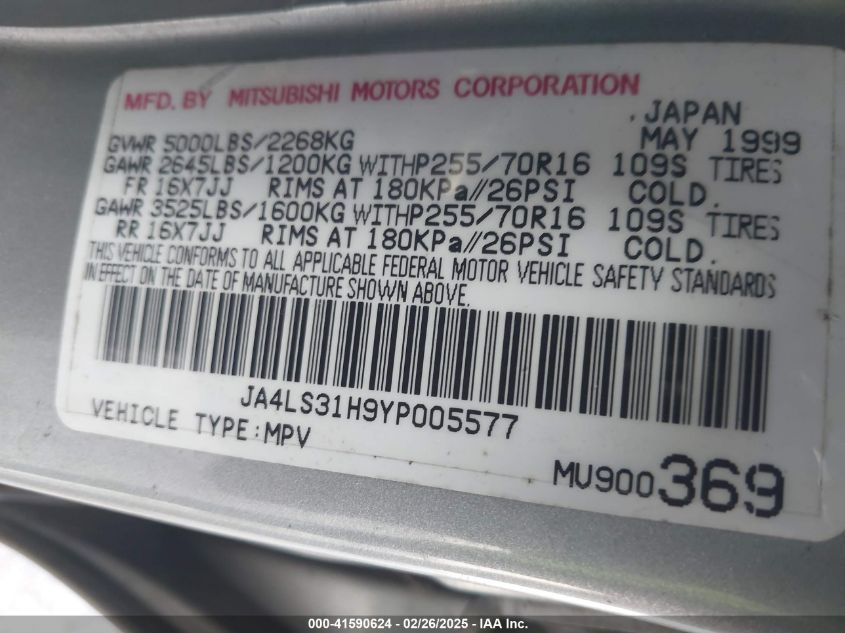 MFD. BY MITSUBISHI MOTORS CORPORATION
.JAPAN
GVWR 5000LBS/2268KG MAY 1999
GAWR 2645LBS/1200KG WITHP255/70R16 109S TIRES
FR 16X7JJ RIMS AT 180KPa//26PSI COLD.
GAWR 3525LBS/1600KG WITHP255/70R16 109S TIRES
RR 16X7JJ RIMS AT 180KPa//26PSI COLD.
THIS VEHICLE CONFORMS TO ALL APPLICABLE FEDERAL MOTOR VEHICLE SAFETY STANDARDS
IN EFFECT ON THE DATE OF MANUFACTURE SHOWN ABOVE.
JA4LS31H9YP005577
VEHICLE TYPE:MPV
MV900369
000-41590624 - 02/26/2025 - IAA Inc.